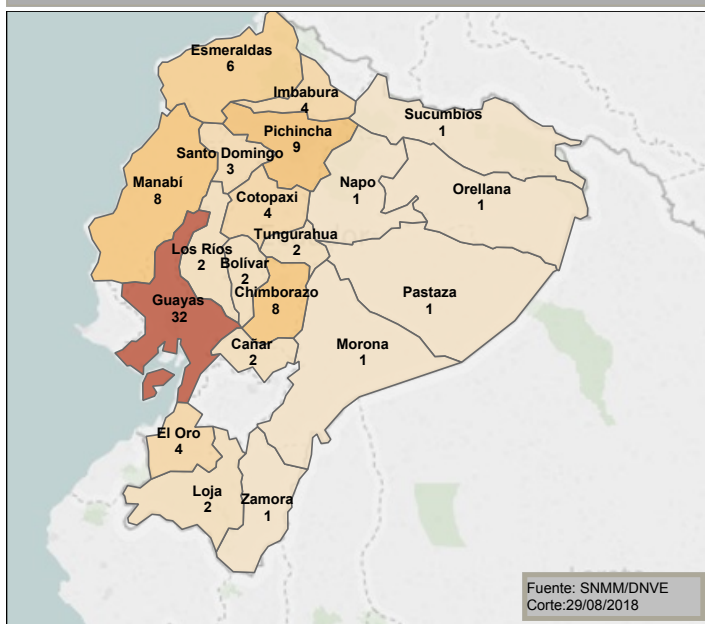 Esmeraldas
6
Imbabura
4
Sucumbios
1
Pichincha
9
Santo Domingo
3
Manabí
8
Napo
1
Orellana
1
Cotopaxi
4
Tungurahua
2
Los Ríos
2
Bolívar
2
Chimborazo
8
Pastaza
1
Guayas
32
Cañar
2
Morona
1
El Oro
4
Loja
2
Zamora
1
Fuente: SNMM/DNVE
Corte:29/08/2018